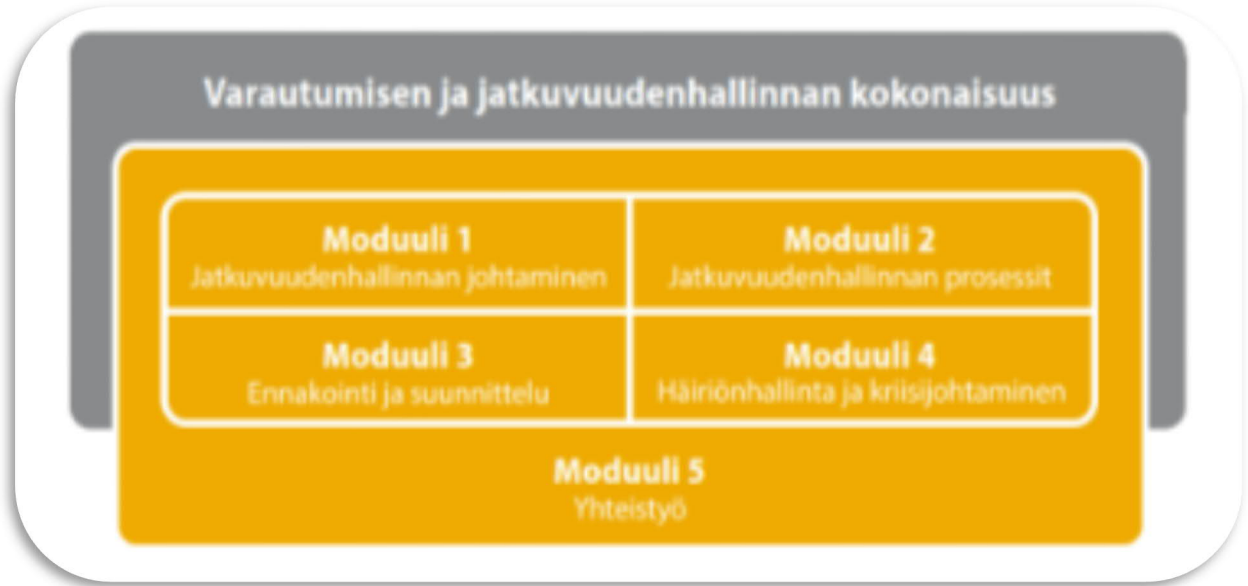 Varautumisen ja jatkuvuudenhallinnan kokonaisuus
Moduuli 1
Jatkuvuudenhallinnan johtaminen
Moduuli 2
Jatkuvuudenhallinnan prosessit
Moduuli 3
Ennakointi ja suunnittelu
Moduuli 4
Häiriönhallinta ja kriisijohtaminen
Moduuli 5
Yhteistyö